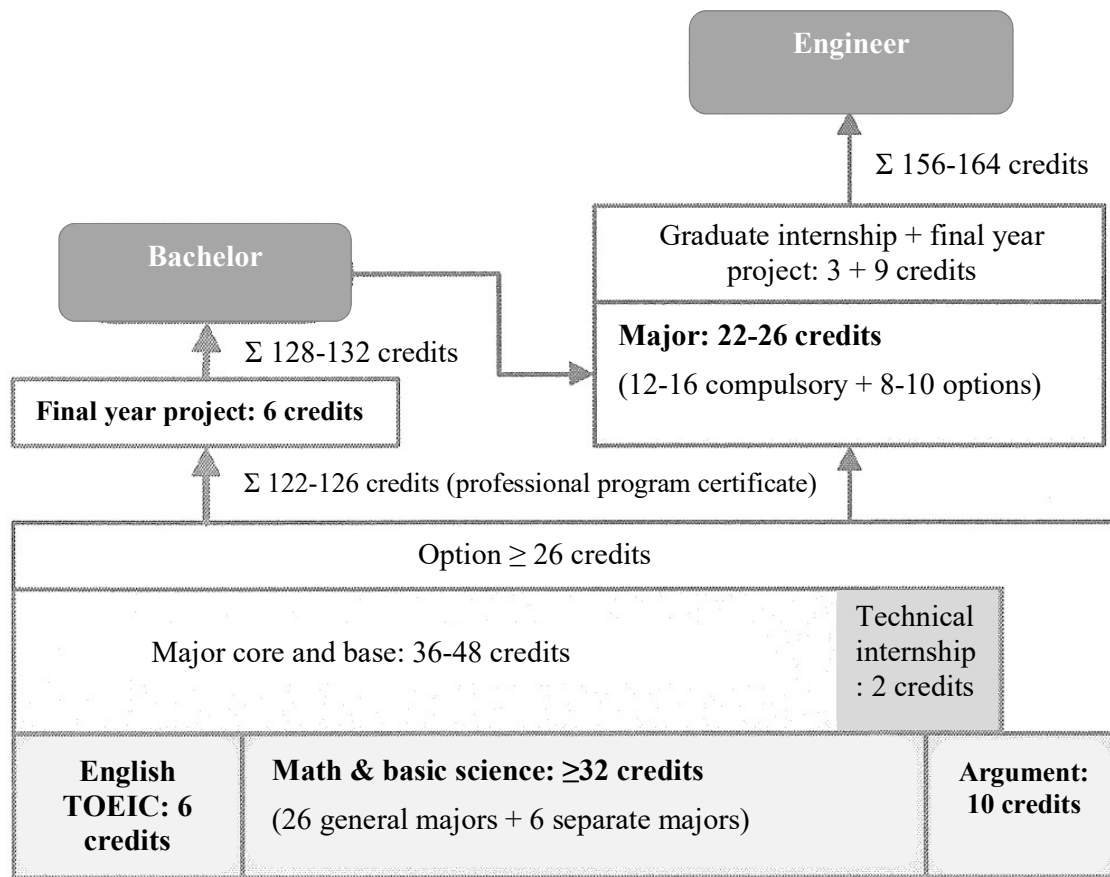 Engineer
Σ 156-164 credits
Graduate internship + final year
project: 3 + 9 credits
Bachelor
Major: 22-26 credits
(12-16 compulsory + 8-10 options)
Σ 128-132 credits
Final year project: 6 credits
Σ 122-126 credits (professional program certificate)
Option ≥ 26 credits
Major core and base: 36-48 credits
Technical
internship
: 2 credits
English
TOEIC: 6
credits
Math & basic science: ≥32 credits
(26 general majors + 6 separate majors)
Argument:
10 credits